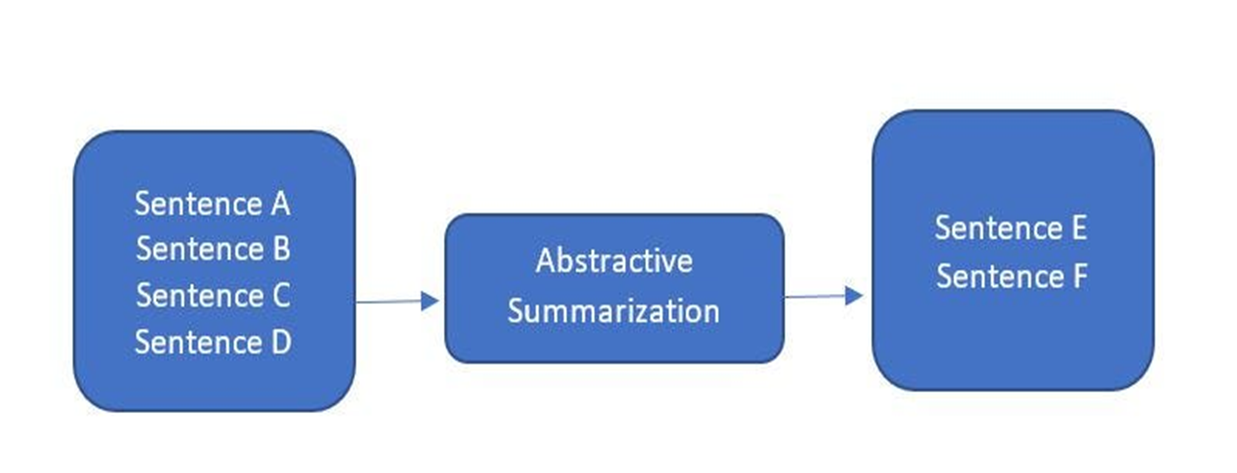 Sentence A
Sentence B
Sentence C
Sentence D
Abstractive
Summarization
Sentence E
Sentence F